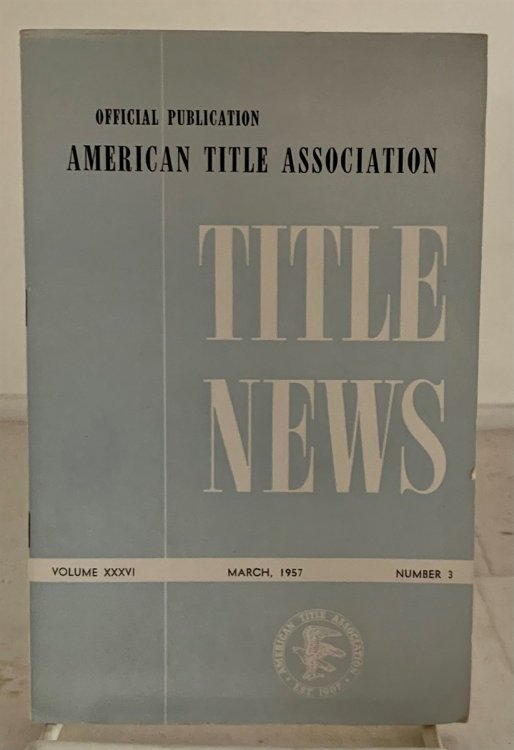 OFFICIAL PUBLICATION
AMERICAN TITLE ASSOCIATION
TITLE
NEWS
VOLUME XXXVI MARCH, 1957 NUMBER 3
AMERICAN TITLE ASSOCIATION
EST. 1907